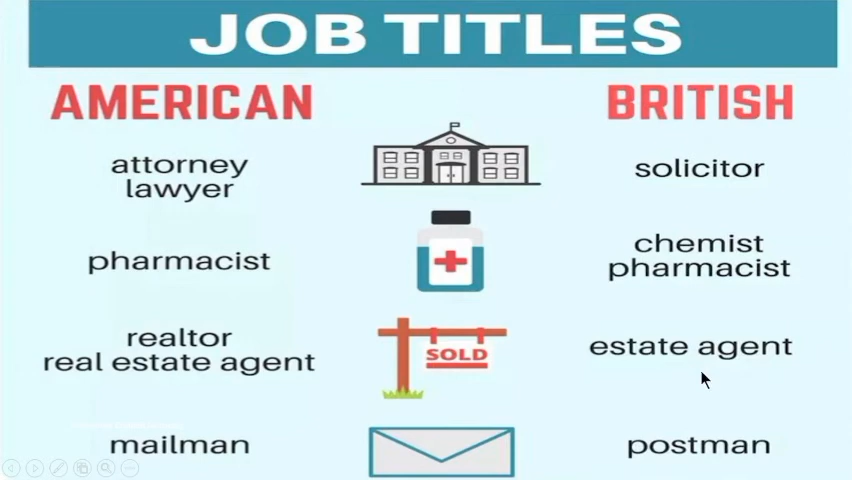 JOB TITLES
AMERICAN
BRITISH
attorney
lawyer
solicitor
pharmacist
chemist
pharmacist
realtor
real estate agent
SOLD
estate agent
mailman
postman